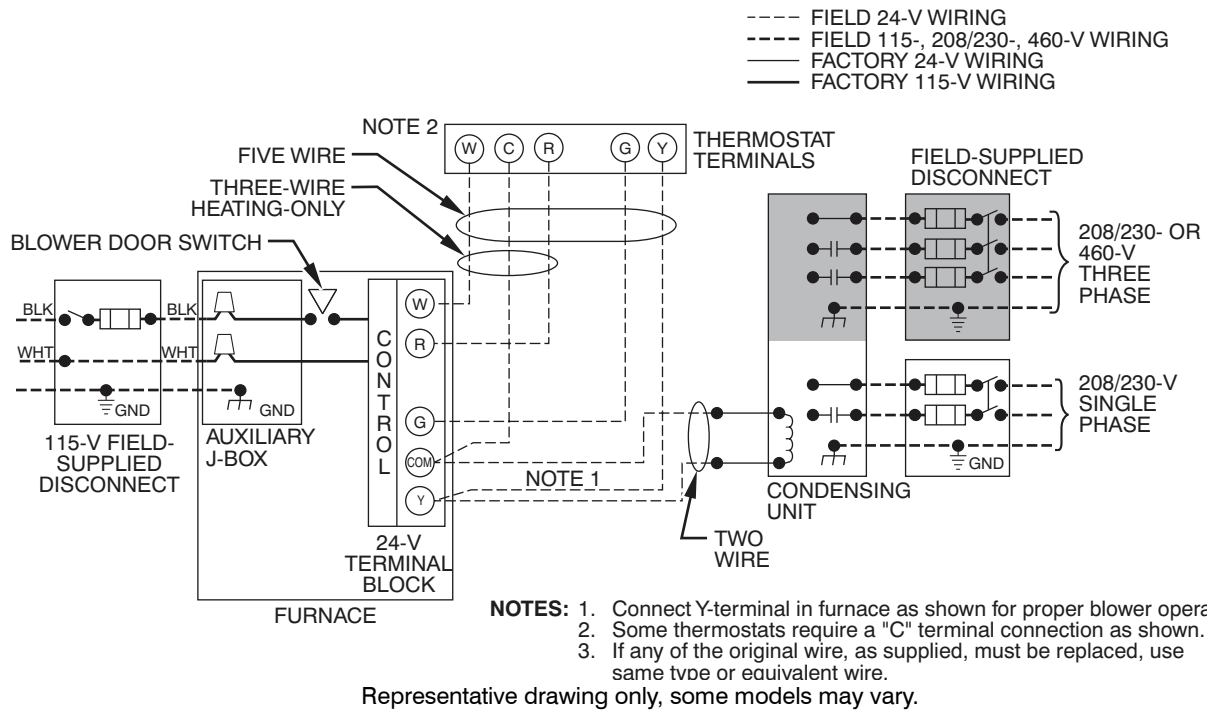 FIELD 24-V WIRING
FIELD 115-, 208/230-, 460-V WIRING
FACTORY 24-V WIRING
FACTORY 115-V WIRING
NOTE 2
W C R G Y
THERMOSTAT
TERMINALS
FIVE WIRE
THREE-WIRE
HEATING-ONLY
BLOWER DOOR SWITCH
FIELD-SUPPLIED
DISCONNECT
208/230- OR
460-V
THREE
PHASE
BLK
BLK
WHT
WHT
GND
GND
115-V FIELD-
SUPPLIED
DISCONNECT
AUXILIARY
J-BOX
CONTROL
W
R
G
COM
Y
24-V
TERMINAL
BLOCK
FURNACE
NOTE 1
TWO
WIRE
CONDENSING
UNIT
208/230-V
SINGLE
PHASE
GND
NOTES: 1. Connect Y-terminal in furnace as shown for proper blower opera
2. Some thermostats require a "C" terminal connection as shown.
3. If any of the original wire, as supplied, must be replaced, use
same type or equivalent wire.
Representative drawing only, some models may vary.